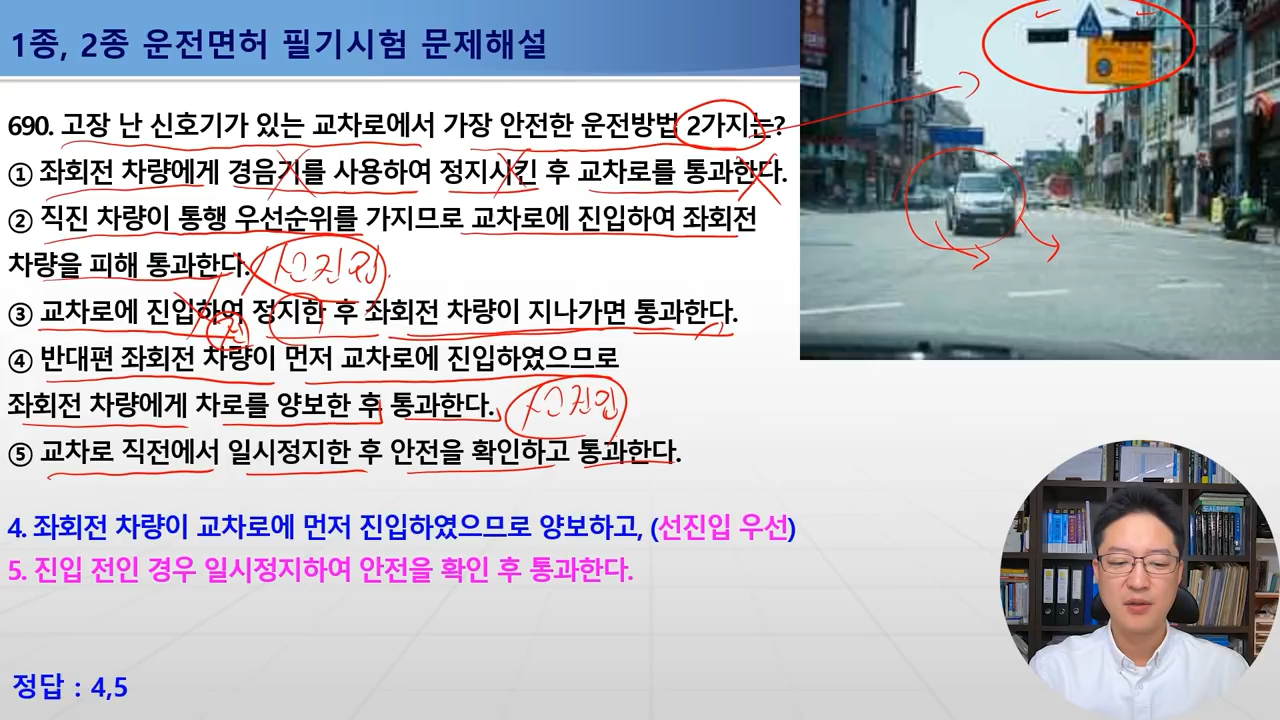 1종, 2종 운전면허 필기시험 문제해설
690. 고장 난 신호기가 있는 교차로에서 가장 안전한 운전방법 2가지는?
① 좌회전 차량에게 경음기를 사용하여 정지시킨 후 교차로를 통과한다.
② 직진 차량이 통행 우선순위를 가지므로 교차로에 진입하여 좌회전
차량을 피해 통과한다.
선진입.
③ 교차로에 진입하여 정지한 후 좌회전 차량이 지나가면 통과한다.
전
④ 반대편 좌회전 차량이 먼저 교차로에 진입하였으므로
좌회전 차량에게 차로를 양보한 후 통과한다.
선진입
⑤ 교차로 직전에서 일시정지한 후 안전을 확인하고 통과한다.
4. 좌회전 차량이 교차로에 먼저 진입하였으므로 양보하고, (선진입 우선)
5. 진입 전인 경우 일시정지하여 안전을 확인 후 통과한다.
정답 : 4,5